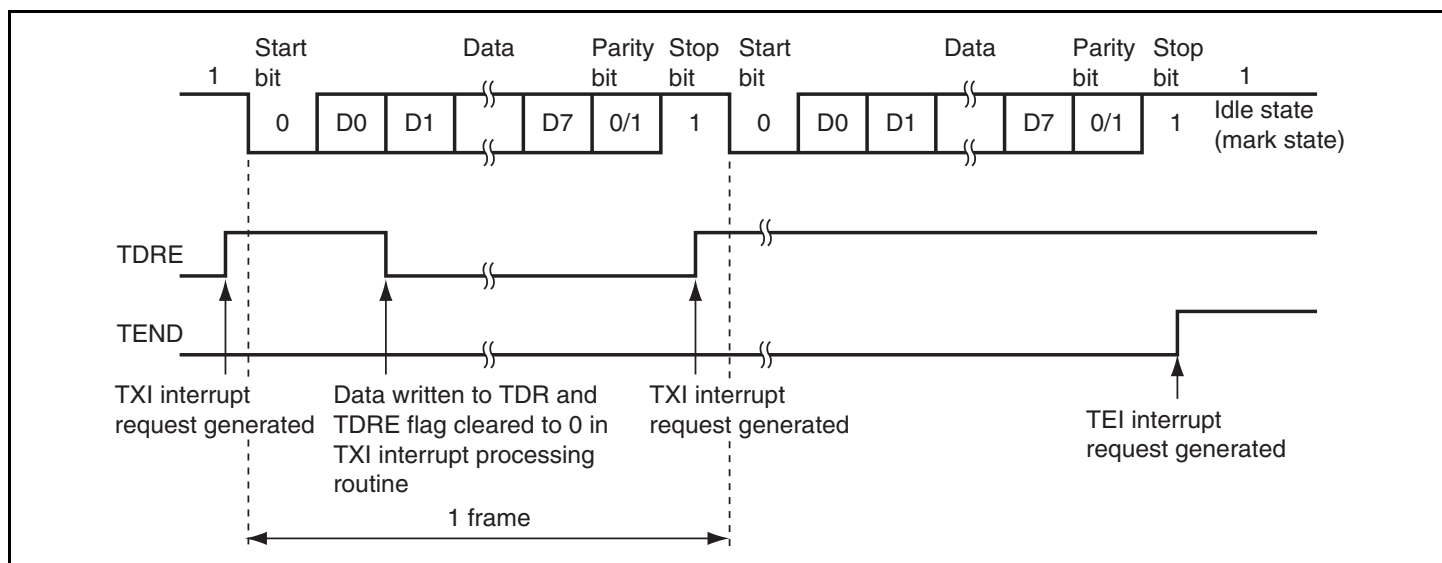 Start bit
Data
Parity bit
Stop bit
Start bit
Data
Parity bit
Stop bit
1
1
0
D0
D1
D7
0/1
1
0
D0
D1
D7
0/1
1
Idle state
(mark state)
TDRE
TEND
TXI interrupt
request generated
Data written to TDR and
TDRE flag cleared to 0 in
TXI interrupt processing
routine
TXI interrupt
request generated
TEI interrupt
request generated
1 frame